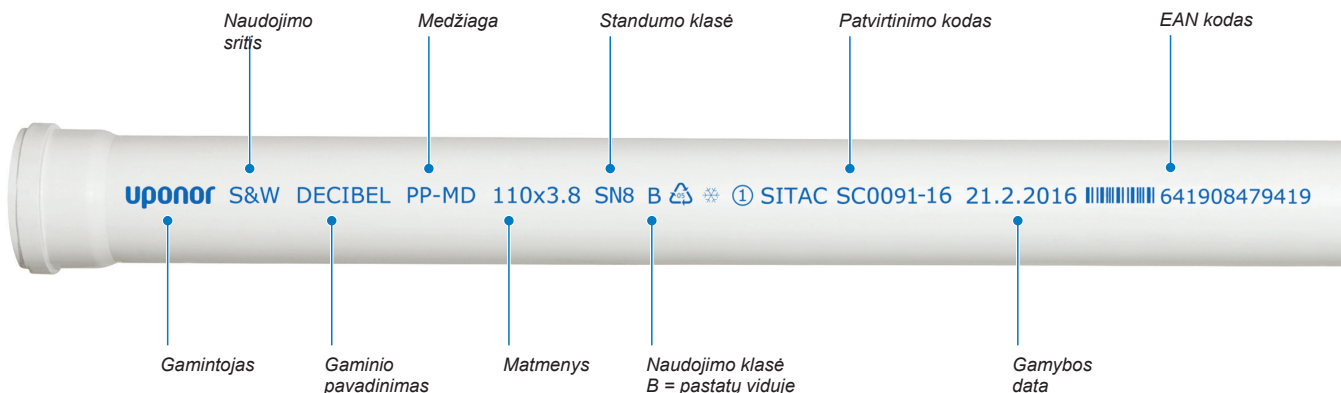 Naudojimo
sritis
Medžiaga
Standumo klasė
Patvirtinimo kodas
EAN kodas
uponor S&W DECIBEL PP-MD 110x3.8 SN8 B 05 ① SITAC SC0091-16 21.2.2016 641908479419
Gamintojas
Gaminio
pavadinimas
Matmenys
Naudojimo klasė
B = pastatų viduje
Gamybos
data